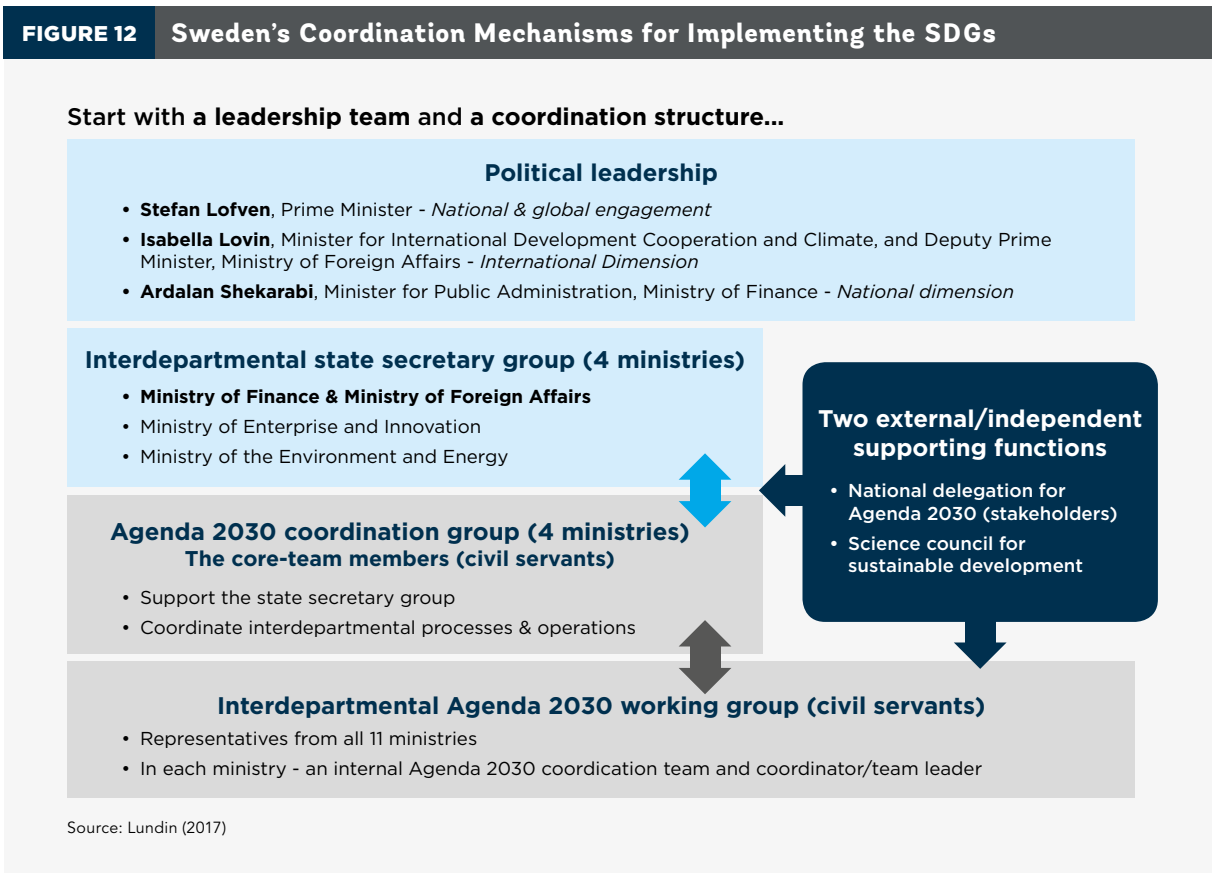 FIGURE 12 Sweden's Coordination Mechanisms for Implementing the SDGs
Start with a leadership team and a coordination structure...
Political leadership
• Stefan Lofven, Prime Minister - National & global engagement
• Isabella Lovin, Minister for International Development Cooperation and Climate, and Deputy Prime
Minister, Ministry of Foreign Affairs - International Dimension
• Ardalan Shekarabi, Minister for Public Administration, Ministry of Finance - National dimension
Interdepartmental state secretary group (4 ministries)
• Ministry of Finance & Ministry of Foreign Affairs
• Ministry of Enterprise and Innovation
• Ministry of the Environment and Energy
Two external/independent
supporting functions
• National delegation for
Agenda 2030 (stakeholders)
• Science council for
sustainable development
Agenda 2030 coordination group (4 ministries)
The core-team members (civil servants)
• Support the state secretary group
• Coordinate interdepartmental processes & operations
Interdepartmental Agenda 2030 working group (civil servants)
• Representatives from all 11 ministries
• In each ministry - an internal Agenda 2030 coordication team and coordinator/team leader
Source: Lundin (2017)